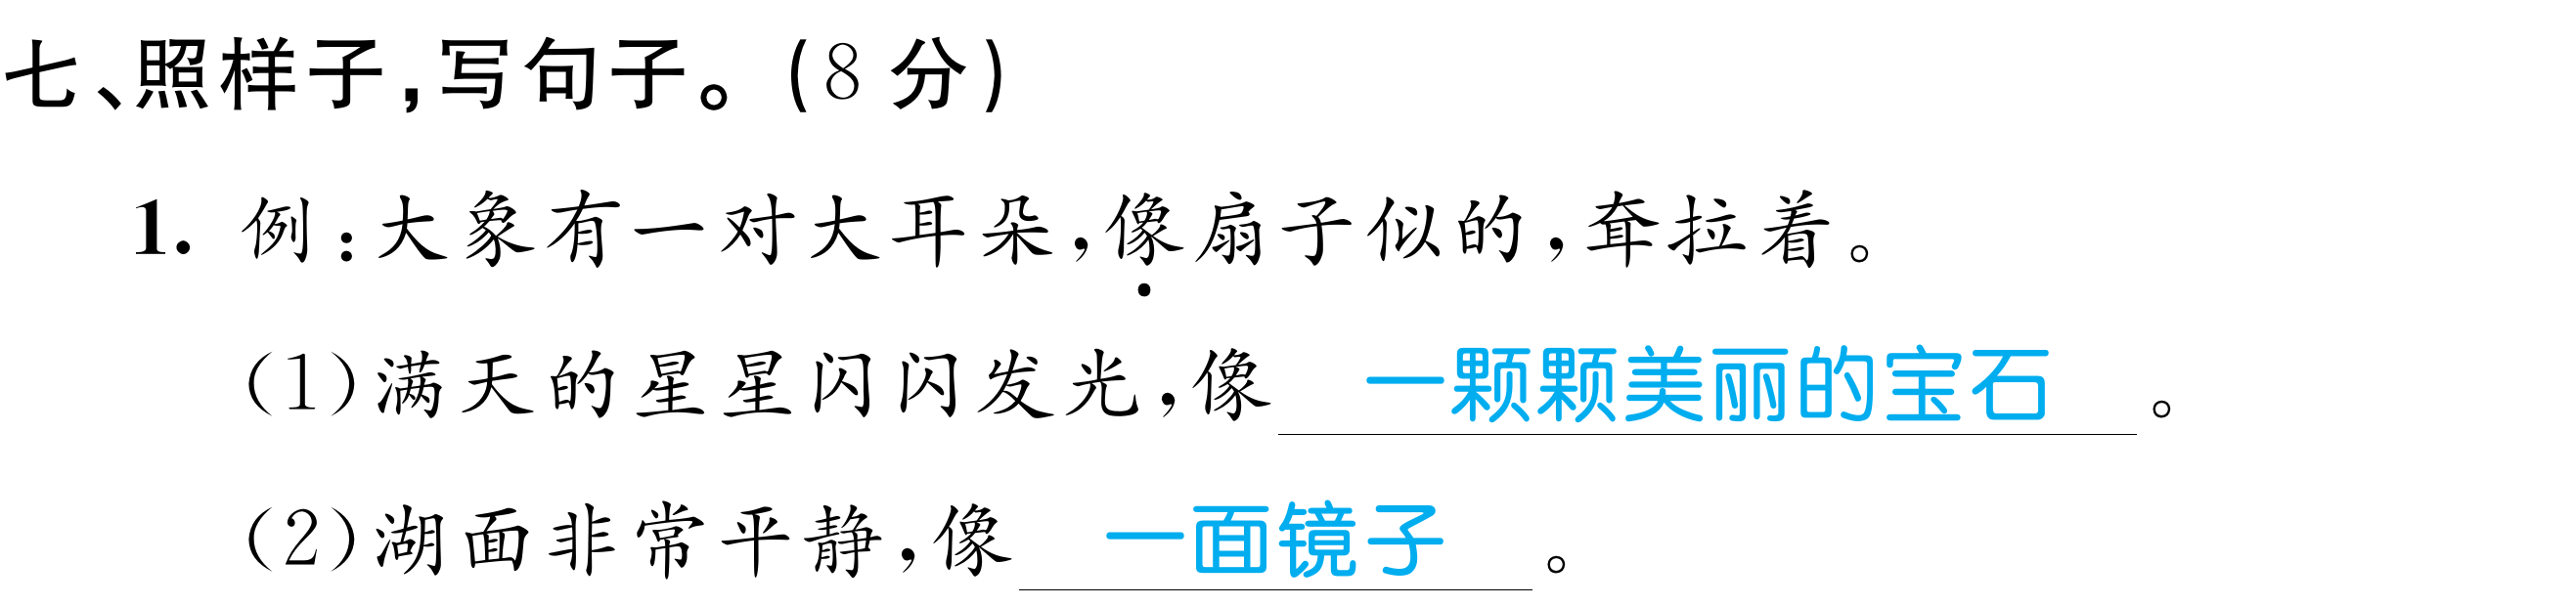 七、照样子,写句子。(8 分)
1. 例:大象有一对大耳朵,像扇子似的,耷拉着。
(1)满天的星星闪闪发光,像 一颗颗美丽的宝石 。
(2)湖面非常平静,像 一面镜子 。